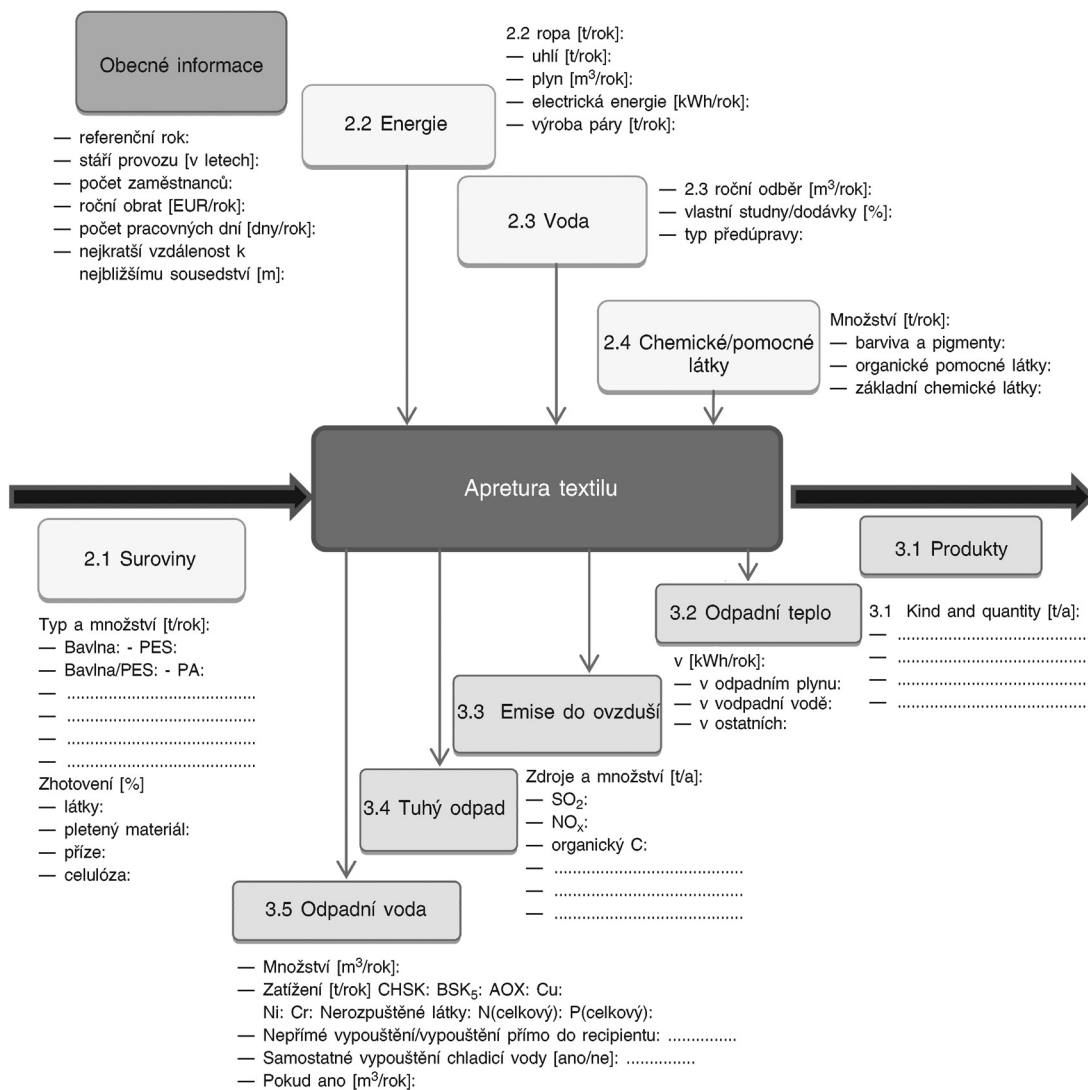 Obecné informace
— referenční rok:
— stáří provozu [v letech]:
— počet zaměstnanců:
— roční obrat [EUR/rok]:
— počet pracovných dní [dny/rok]:
— nejkratší vzdálenost k
nejbližšímu sousedství [m]:
2.2 Energie
2.2 ropa [t/rok]:
— uhlí [t/rok]:
— plyn [m³/rok]:
— electrická energie [kWh/rok]:
— výroba páry [t/rok]:
2.3 Voda
— 2.3 roční odběr [m³/rok]:
— vlastní studny/dodávky [%]:
— typ předúpravy:
2.4 Chemické/pomocné
látky
Množství [t/rok]:
— barviva a pigmenty:
— organické pomocné látky:
— základní chemické látky:
Apretura textilu
2.1 Suroviny
Typ a množství [t/rok]:
— Bavlna: - PES:
— Bavlna/PES: - PA:
— ........................................
— ........................................
— ........................................
— ........................................
Zhotovení [%]
— látky:
— pletený materiál:
— příze:
— celulóza:
3.1 Produkty
3.1 Kind and quantity [t/a]:
— ........................................
— ........................................
— ........................................
— ........................................
3.2 Odpadní teplo
v [kWh/rok]:
— v odpadním plynu:
— v vodpadní vodě:
— v ostatních:
3.3 Emise do ovzduší
Zdroje a množství [t/a]:
— SO₂:
— NOₓ:
— organický C:
— ........................................
— ........................................
— ........................................
3.4 Tuhý odpad
3.5 Odpadní voda
— Množství [m³/rok]:
— Zatížení [t/rok] CHSK: BSK₅: AOX: Cu:
Ni: Cr: Nerozpuštěné látky: N(celkový): P(celkový):
— Nepřímé vypouštění/vypouštění přímo do recipientu: ...............
— Samostatné vypouštění chladicí vody [ano/ne]: ...............
— Pokud ano [m³/rok]: